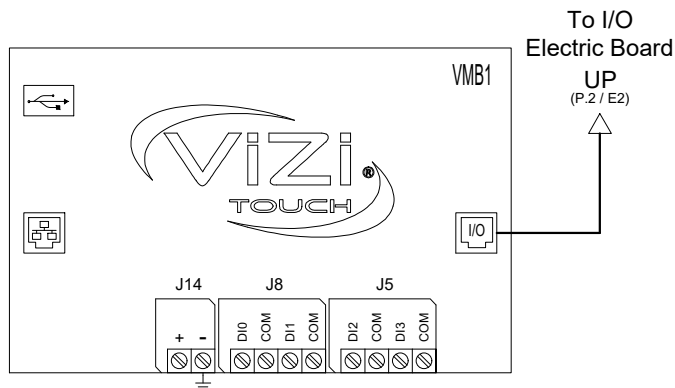 To I/O
Electric Board
UP
(P.2 / E2)
VMB1
ViZi
®
TOUCH
I/O
J14
J8
J5
+ -
DI0 COM DI1 COM
DI2 COM DI3 COM